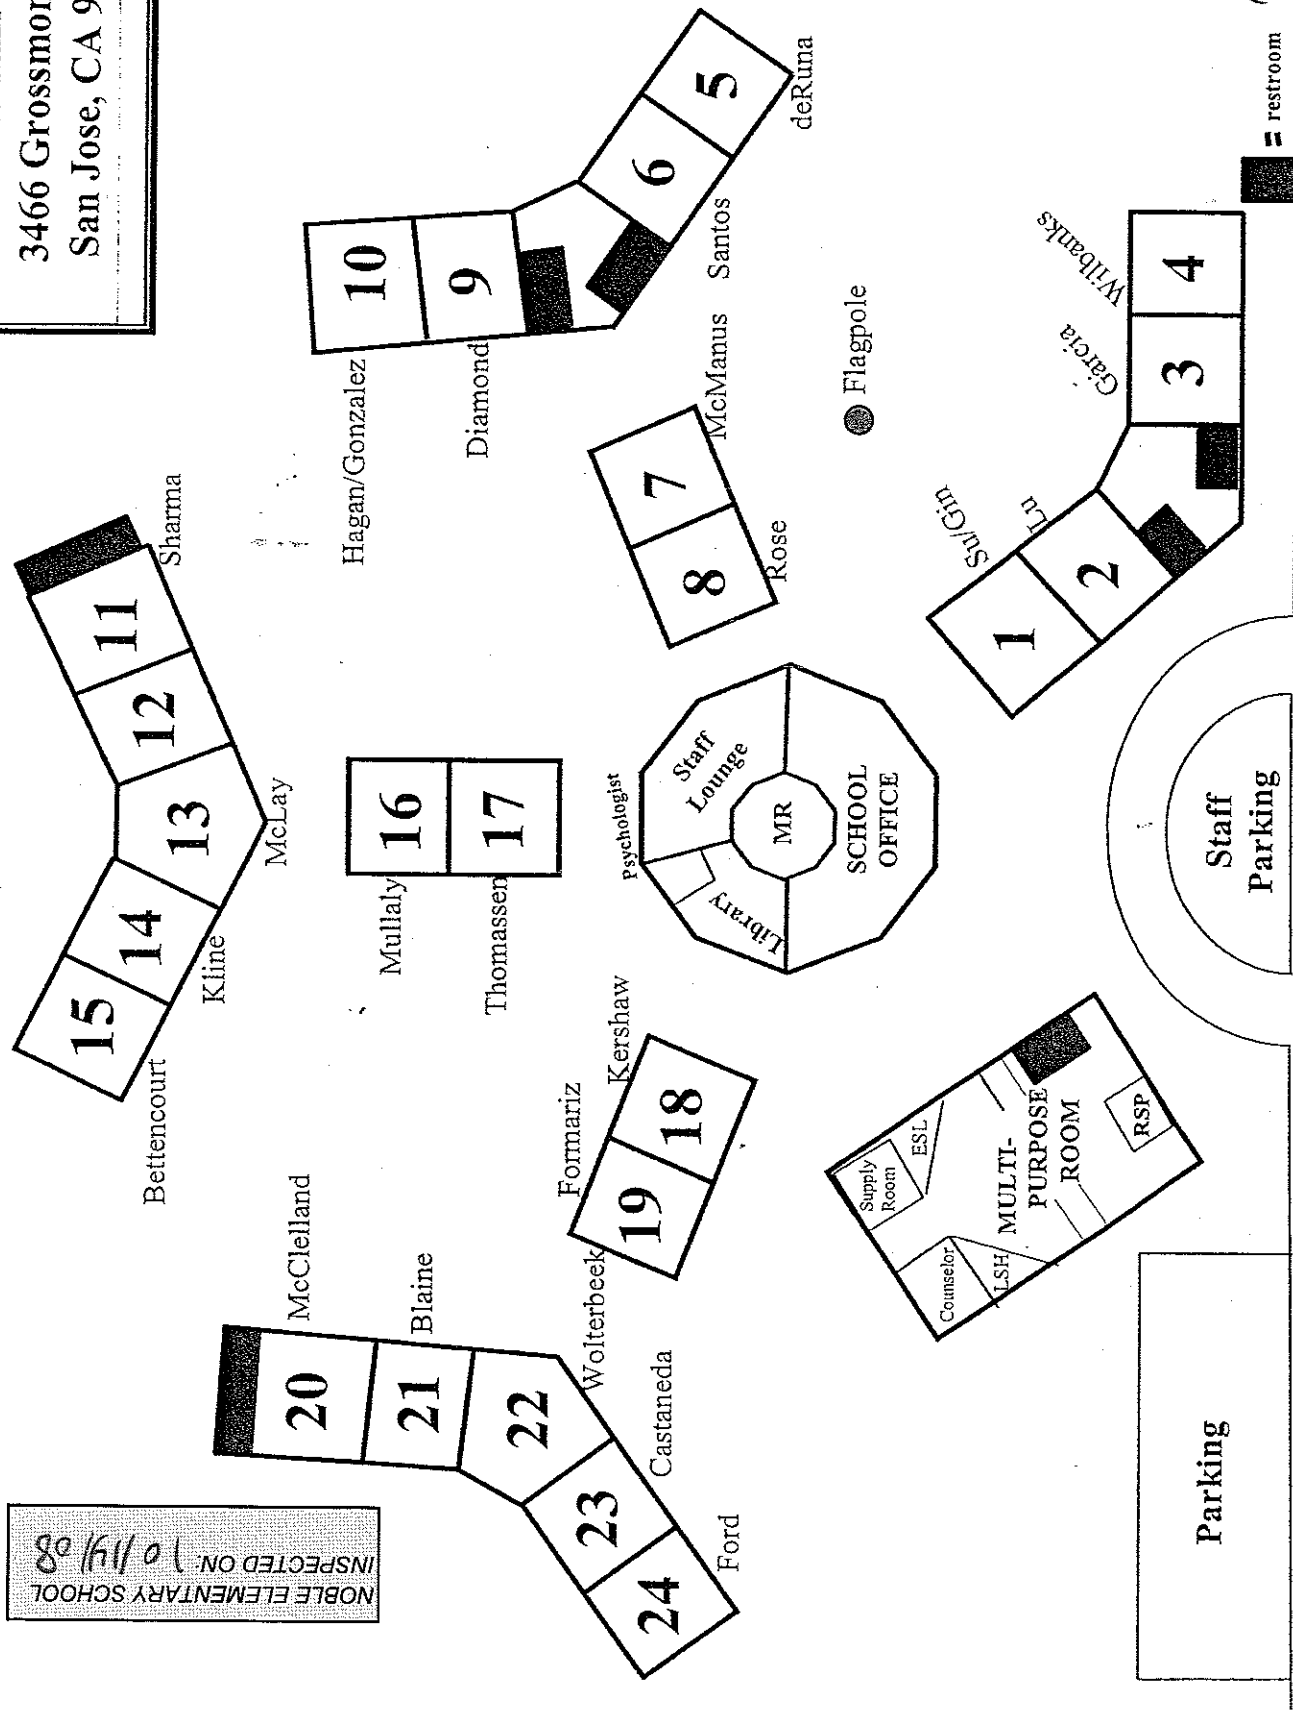 3466 Grossmon
San Jose, CA 9
NOBLE ELEMENTARY SCHOOL
INSPECTED ON: 10/14/08
15
14
13
12
11
Bettencourt
Kline
McLay
Sharma
16
17
Mullaly
Thomassen
10
9
6
5
Hagan/Gonzalez
Diamond
Santos
deRuna
7
8
McManus
Rose
Flagpole
20
21
22
23
24
McClelland
Blaine
Wolterbeek
Castaneda
Ford
19
18
Formariz
Kershaw
Psychologist
Staff
Lounge
Library
MR
SCHOOL
OFFICE
1
2
3
4
Su/Gin
Lu
Garcia
Wilbanks
Supply
Room
ESL
Counselor
LSH
MULTI-
PURPOSE
ROOM
RSP
Parking
Staff
Parking
= restroom